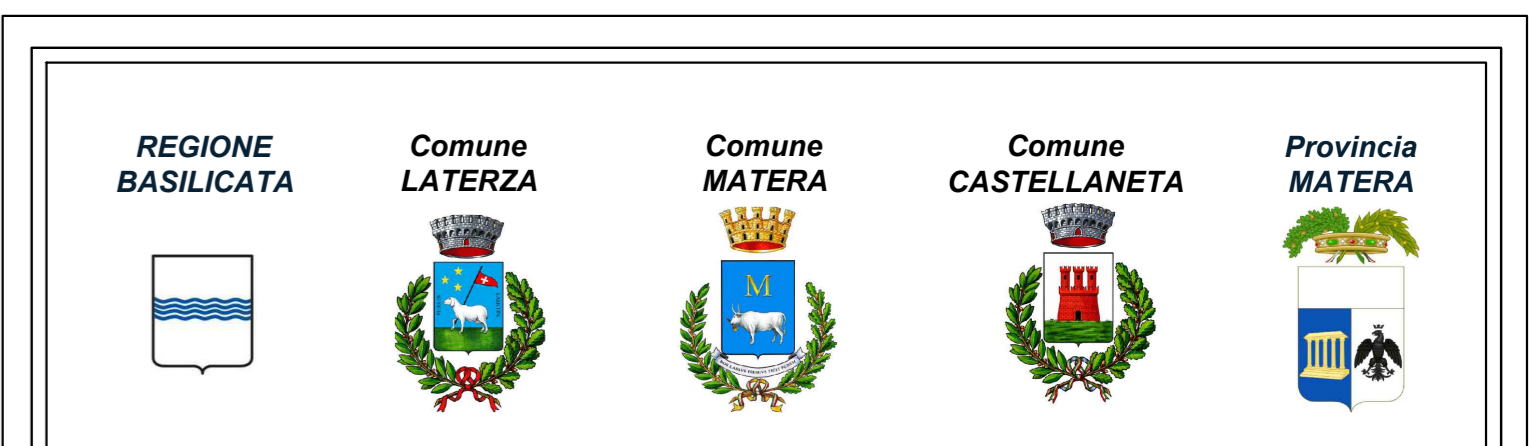 REGIONE
BASILICATA
Comune
LATERZA
Comune
MATERA
Comune
CASTELLANETA
Provincia
MATERA
M